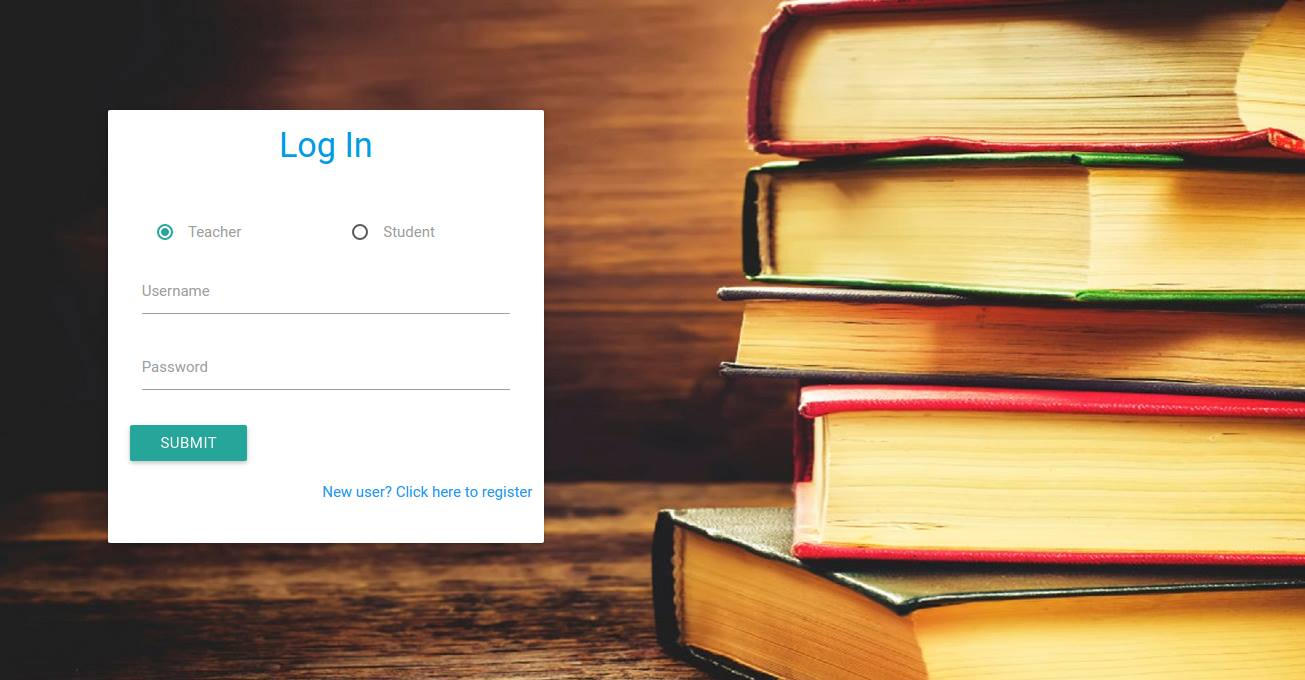 Log In
Teacher Student
Username
Password
SUBMIT
New user? Click here to register